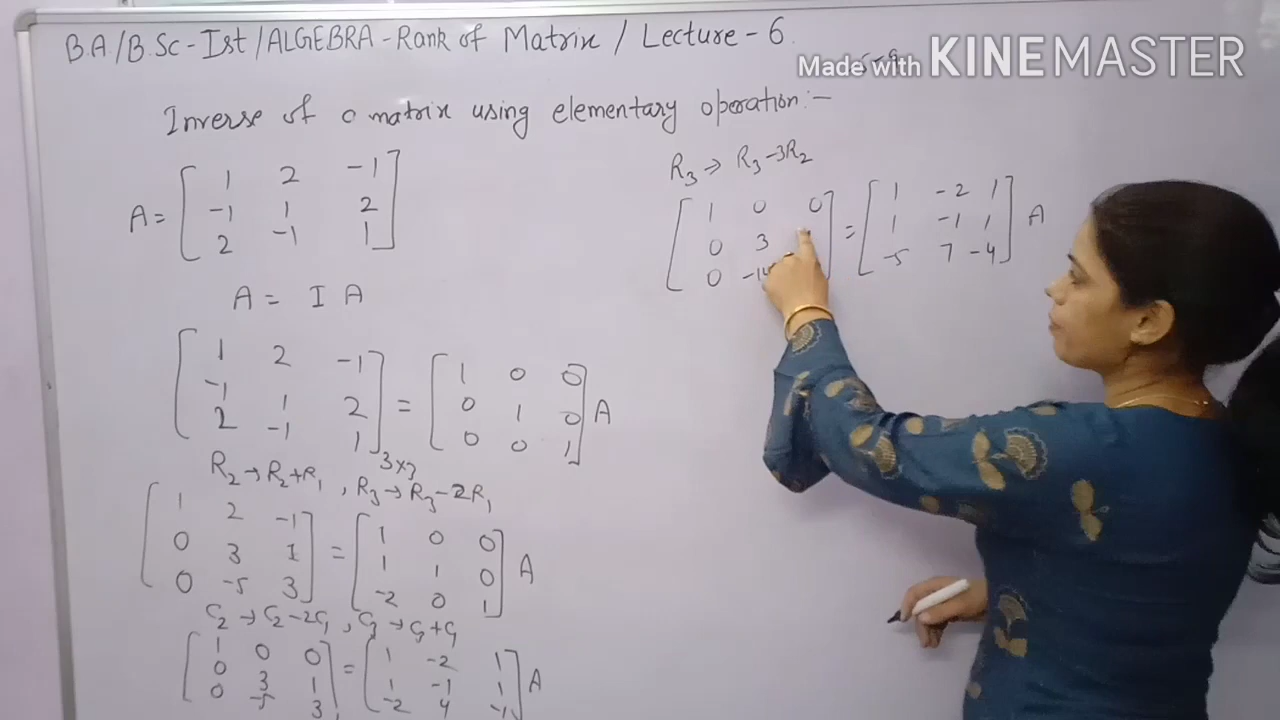 B.A/B.Sc-Ist/ALGEBRA-Rank of Matrix/Lecture-6
Made with KINEMASTER
Inverse of a matrix using elementary operation:-
A= [ 1 2 -1
-1 1 2
2 -1 1 ]
A = I A
[ 1 2 -1
-1 1 2
2 -1 1 ]3×3 = [ 1 0 0
0 1 0
0 0 1 ] A
R2→R2+R1, R3→R3-2R1
[ 1 2 -1
0 3 1
0 -5 3 ] = [ 1 0 0
1 1 0
-2 0 1 ] A
C2→C2-2C1, C3→C3+C1
[ 1 0 0
0 3 1
0 -5 3 ] = [ 1 -2 1
1 -1 1
-2 4 -1 ] A
R3→R3-3R2
[ 1 0 0
0 3
0 -14 ] = [ 1 -2 1
1 -1 1
-5 7 -4 ] A